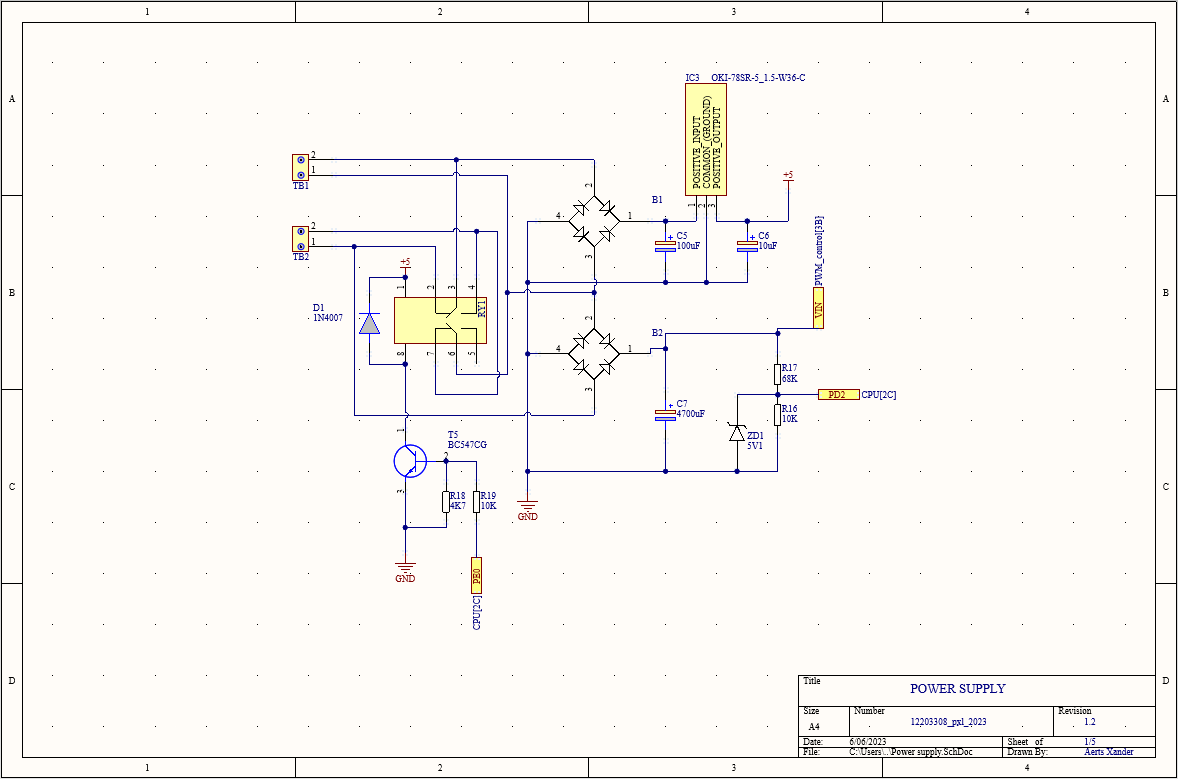 1 2 3 4
IC3 OKI-78SR-5_1.5-W36-C
A A
POSITIVE_INPUT
COMMON_(GROUND)
POSITIVE_OUTPUT
1 2 3
2
1
TB1
+5
B1
2
4 1
3
+ C5
100uF
+ C6
10uF
PWM_control[3B]
VIN
2
1
TB2
+5
B B
1 2 3 4
RY1
D1
1N4007
8 7 6 5
B2
2
4 1
3
R17
68K
PD2 CPU[2C]
R16
10K
+ C7
4700uF
ZD1
5V1
1
T5
BC547CG
2
3
C C
R18
4K7
R19
10K
GND
GND
PE0
CPU[2C]
D D
Title
POWER SUPPLY
Size Number Revision
A4 12203308_pxl_2023 1.2
Date: 6/06/2023 Sheet of 1/5
File: C:\Users\...\Power supply.SchDoc Drawn By: Aerts Xander
1 2 3 4